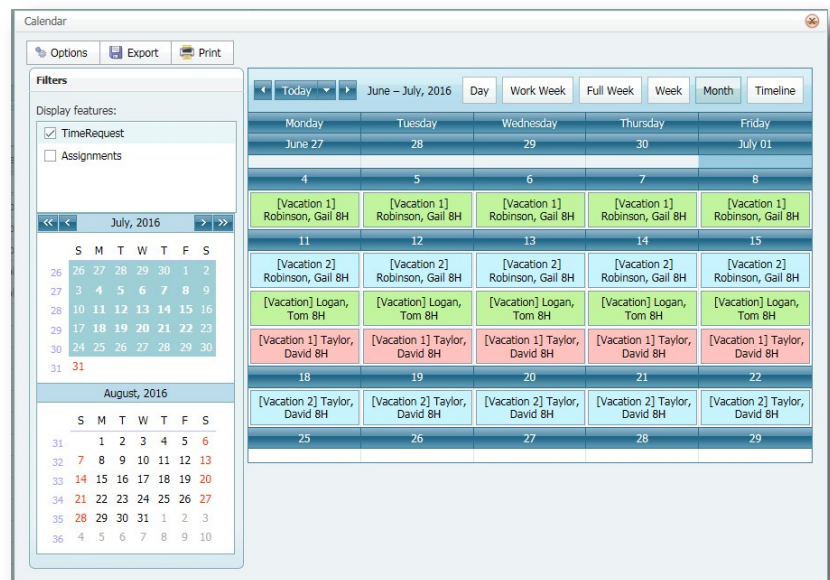 Calendar
Options Export Print
Filters
Display features:
TimeRequest
Assignments
July, 2016
S M T W T F S
26 26 27 28 29 30 1 2
27 3 4 5 6 7 8 9
28 10 11 12 13 14 15 16
29 17 18 19 20 21 22 23
30 24 25 26 27 28 29 30
31 31
August, 2016
S M T W T F S
31 1 2 3 4 5 6
32 7 8 9 10 11 12 13
33 14 15 16 17 18 19 20
34 21 22 23 24 25 26 27
35 28 29 30 31 1 2 3
36 4 5 6 7 8 9 10
Today June – July, 2016 Day Work Week Full Week Week Month Timeline
Monday Tuesday Wednesday Thursday Friday
June 27 28 29 30 July 01
4 5 6 7 8
[Vacation 1] [Vacation 1] [Vacation 1] [Vacation 1] [Vacation 1]
Robinson, Gail 8H Robinson, Gail 8H Robinson, Gail 8H Robinson, Gail 8H Robinson, Gail 8H
11 12 13 14 15
[Vacation 2] [Vacation 2] [Vacation 2] [Vacation 2] [Vacation 2]
Robinson, Gail 8H Robinson, Gail 8H Robinson, Gail 8H Robinson, Gail 8H Robinson, Gail 8H
[Vacation] Logan, [Vacation] Logan, [Vacation] Logan, [Vacation] Logan, [Vacation] Logan,
Tom 8H Tom 8H Tom 8H Tom 8H Tom 8H
[Vacation 1] Taylor, [Vacation 1] Taylor, [Vacation 1] Taylor, [Vacation 1] Taylor, [Vacation 1] Taylor,
David 8H David 8H David 8H David 8H David 8H
18 19 20 21 22
[Vacation 2] Taylor, [Vacation 2] Taylor, [Vacation 2] Taylor, [Vacation 2] Taylor, [Vacation 2] Taylor,
David 8H David 8H David 8H David 8H David 8H
25 26 27 28 29